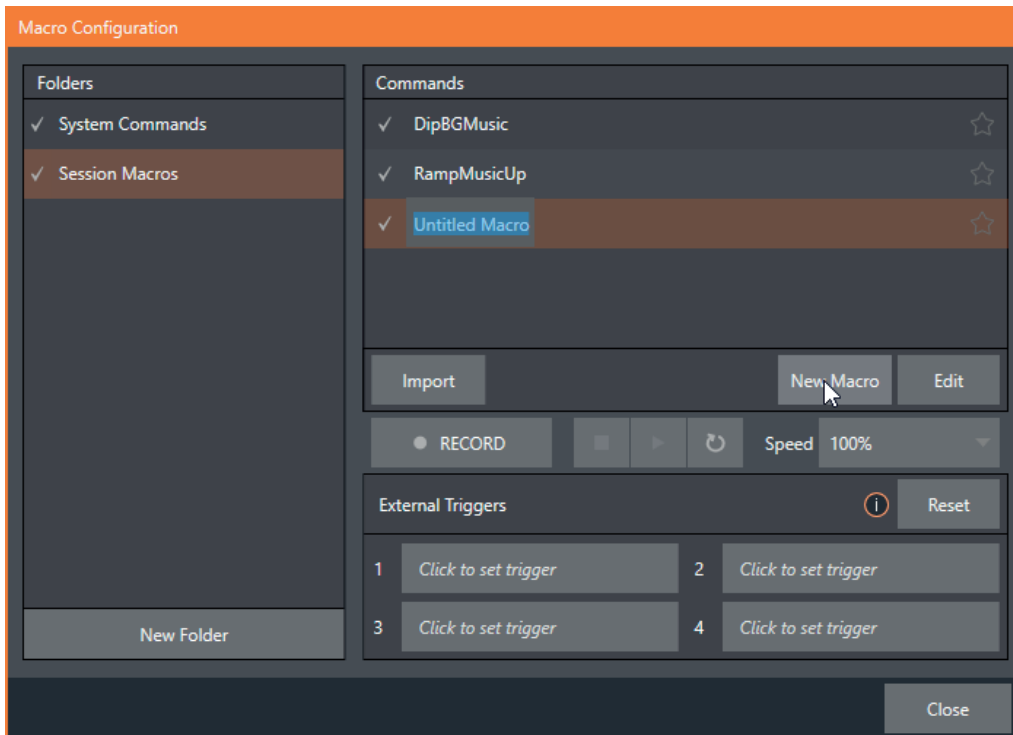 Macro Configuration
Folders
System Commands
Session Macros
New Folder
Commands
DipBGMusic
RampMusicUp
Untitled Macro
Import
New Macro
Edit
RECORD
Speed
100%
External Triggers
i
Reset
1
Click to set trigger
2
Click to set trigger
3
Click to set trigger
4
Click to set trigger
Close